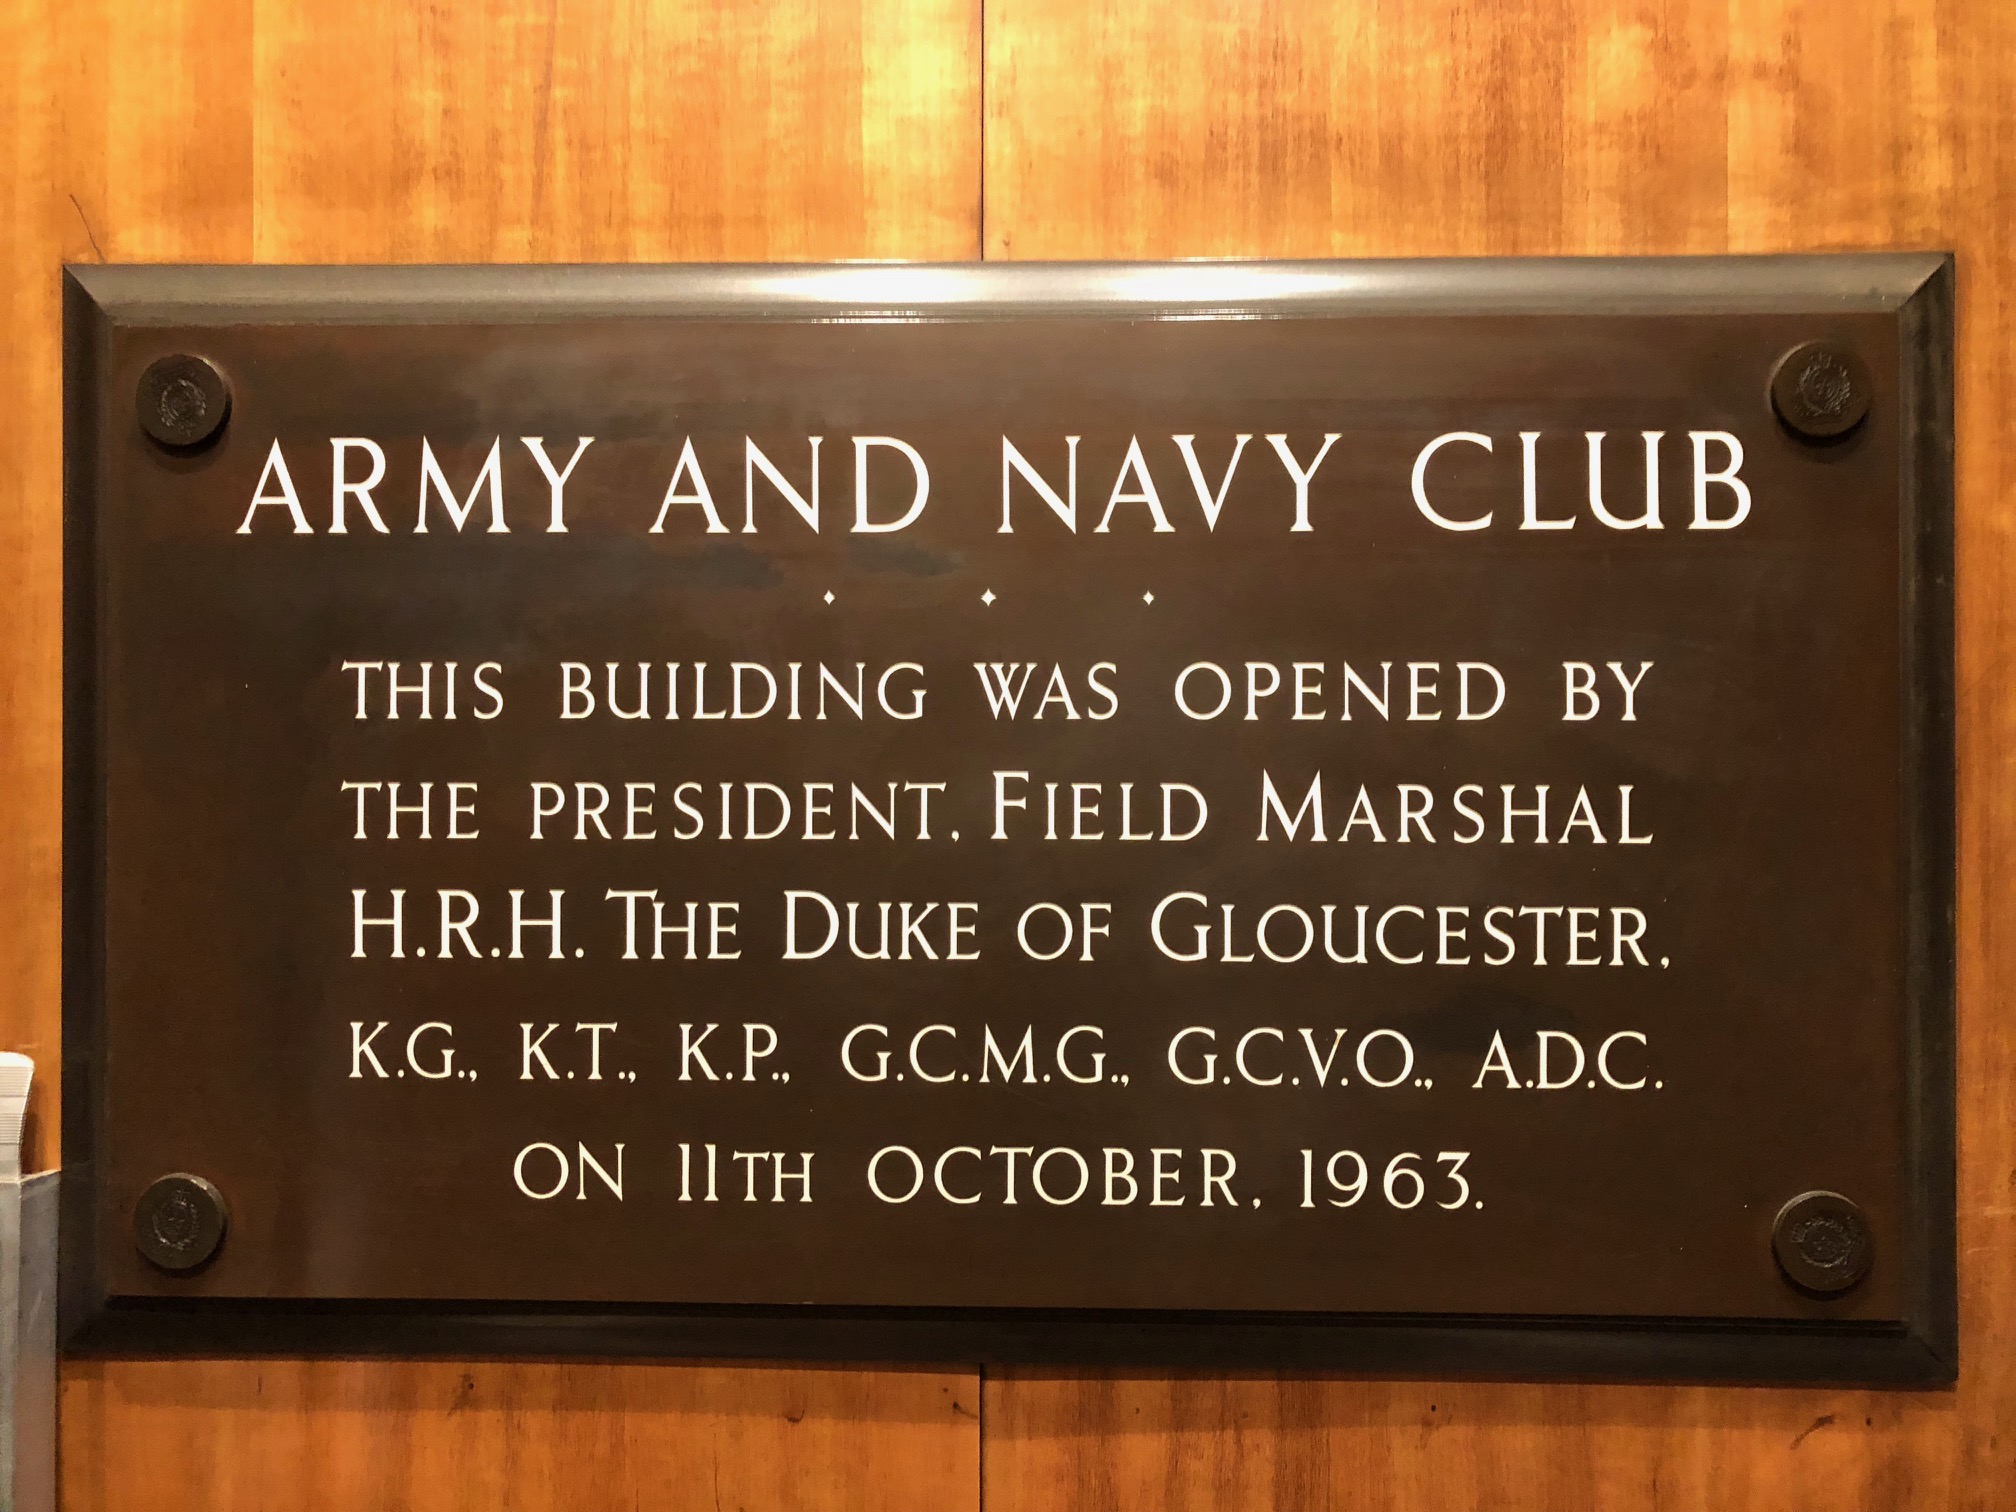 ARMY AND NAVY CLUB
THIS BUILDING WAS OPENED BY
THE PRESIDENT, FIELD MARSHAL
H.R.H. THE DUKE OF GLOUCESTER,
K.G., K.T., K.P., G.C.M.G., G.C.V.O., A.D.C.
ON 11TH OCTOBER, 1963.